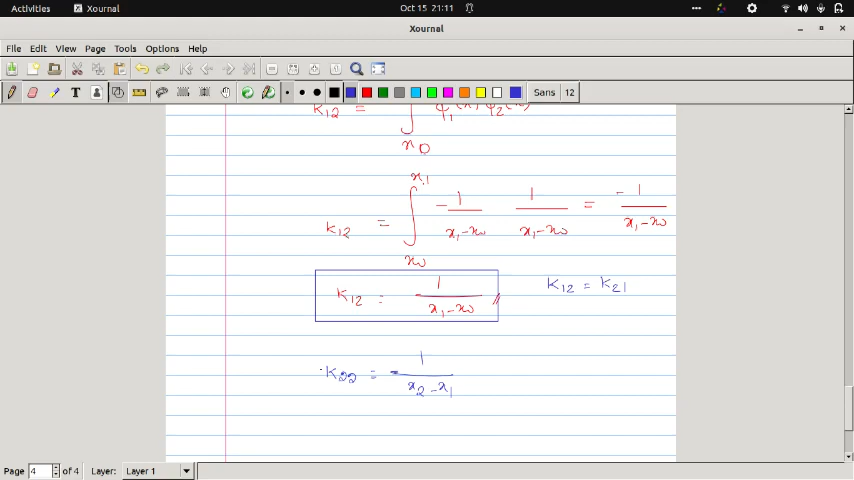 Activities Xournal Oct 15 21:11
Xournal
File Edit View Page Tools Options Help
Sans 12
K12 = ∫ φ1'(x) φ2'(x)
x0
x1
K12 = ∫ -1/(x1-x0) 1/(x1-x0) = -1/(x1-x0)
x0
K12 = 1/(x1-x0) // K12 = K21
K22 = -1/(x2-x1)
Page 4 of 4 Layer: Layer 1